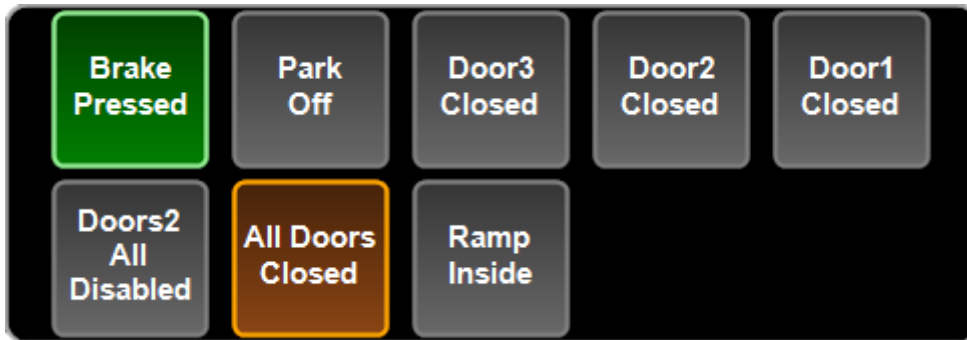 Brake
Pressed
Park
Off
Door3
Closed
Door2
Closed
Door1
Closed
Doors2
All
Disabled
All Doors
Closed
Ramp
Inside